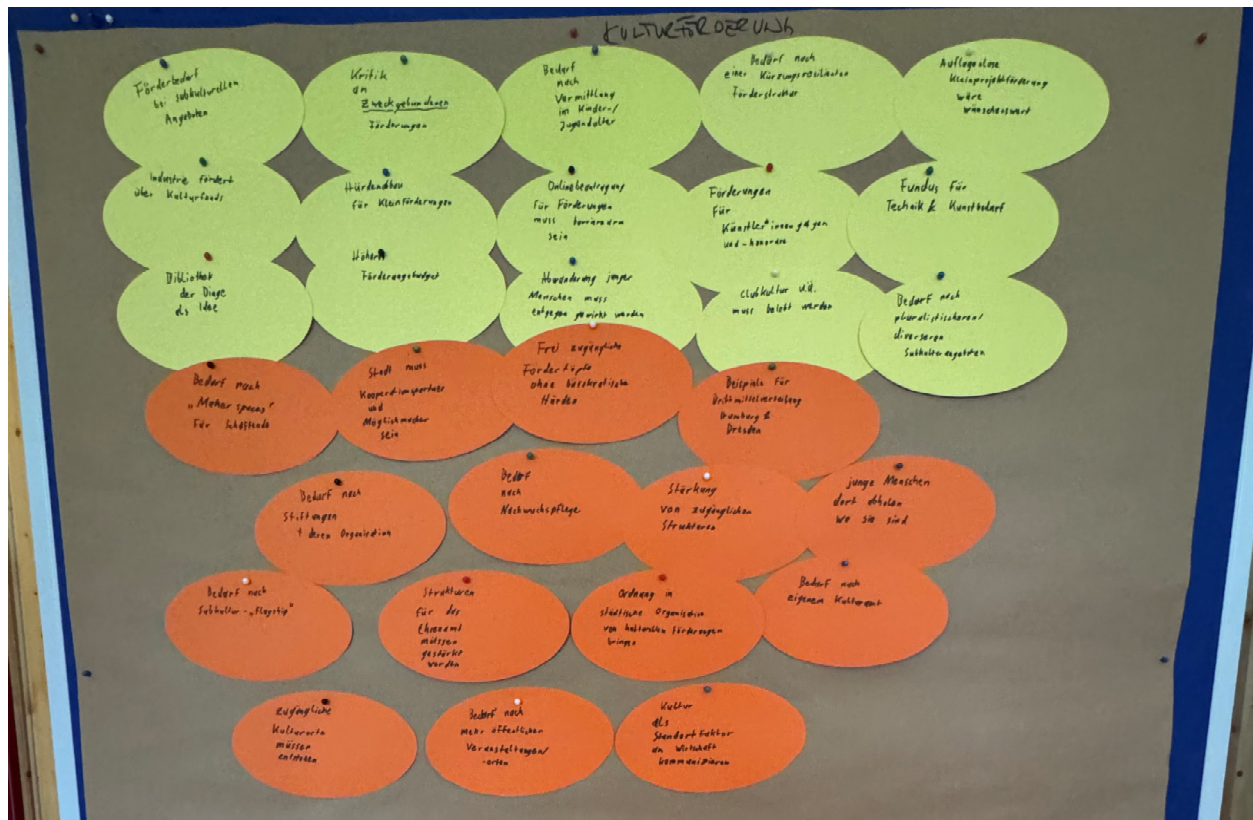 KULTURFÖRDERUNG
Förderbedarf
bei subkulturellen
Angeboten
Kritik
an
Zweckgebundenen
Förderungen
Bedarf
nach
Vermittlung
im Kinder-/
Jugendalter
Bedarf nach
einer Kürzungsresilienten
Förderstruktur
Auflagenlose
Kleinprojektförderung
wäre
wünschenswert
Industrie fördert
über Kulturfonds
Hürdenabbau
für Kleinförderungen
Onlinebeantragung
für Förderungen
muss barrierearm
sein
Förderungen
für
Künstler*innengagen
und -honorare
Fundus für
Technik & Kunstbedarf
Bibliothek
der Dinge
als Idee
Höheres
Förderungsbudget
Abwanderung junger
Menschen muss
entgegen gewirkt werden
Clubkultur u.ä.
muss belebt werden
Bedarf nach
pluralistischeren/
diverseren
Subkulturangeboten
Bedarf nach
„Maker spaces"
für Schaffende
Stadt muss
Kooperationspartner
und
Möglichmacher
sein
Frei zugängliche
Fördertöpfe
ohne bürokratische
Hürden
Beispiele für
Drittmittelverteilung
&
Dresden
Bedarf nach
Stiftungen
+ deren Organisation
Bedarf
nach
Nachwuchspflege
Stärkung
von zugänglichen
Strukturen
junge Menschen
dort abholen
wo sie sind
Bedarf nach
Subkultur-„flagship"
Strukturen
für das
Ehrenamt
müssen
gestärkt
werden
Ordnung in
städtische Organisation
von kulturellen Förderungen
bringen
Bedarf nach
eigenem Kulturamt
zugängliche
Kulturorte
müssen
entstehen
Bedarf nach
mehr öffentlichen
Veranstaltungen/
-orten
Kultur
als
Standortfaktor
an Wirtschaft
kommunizieren